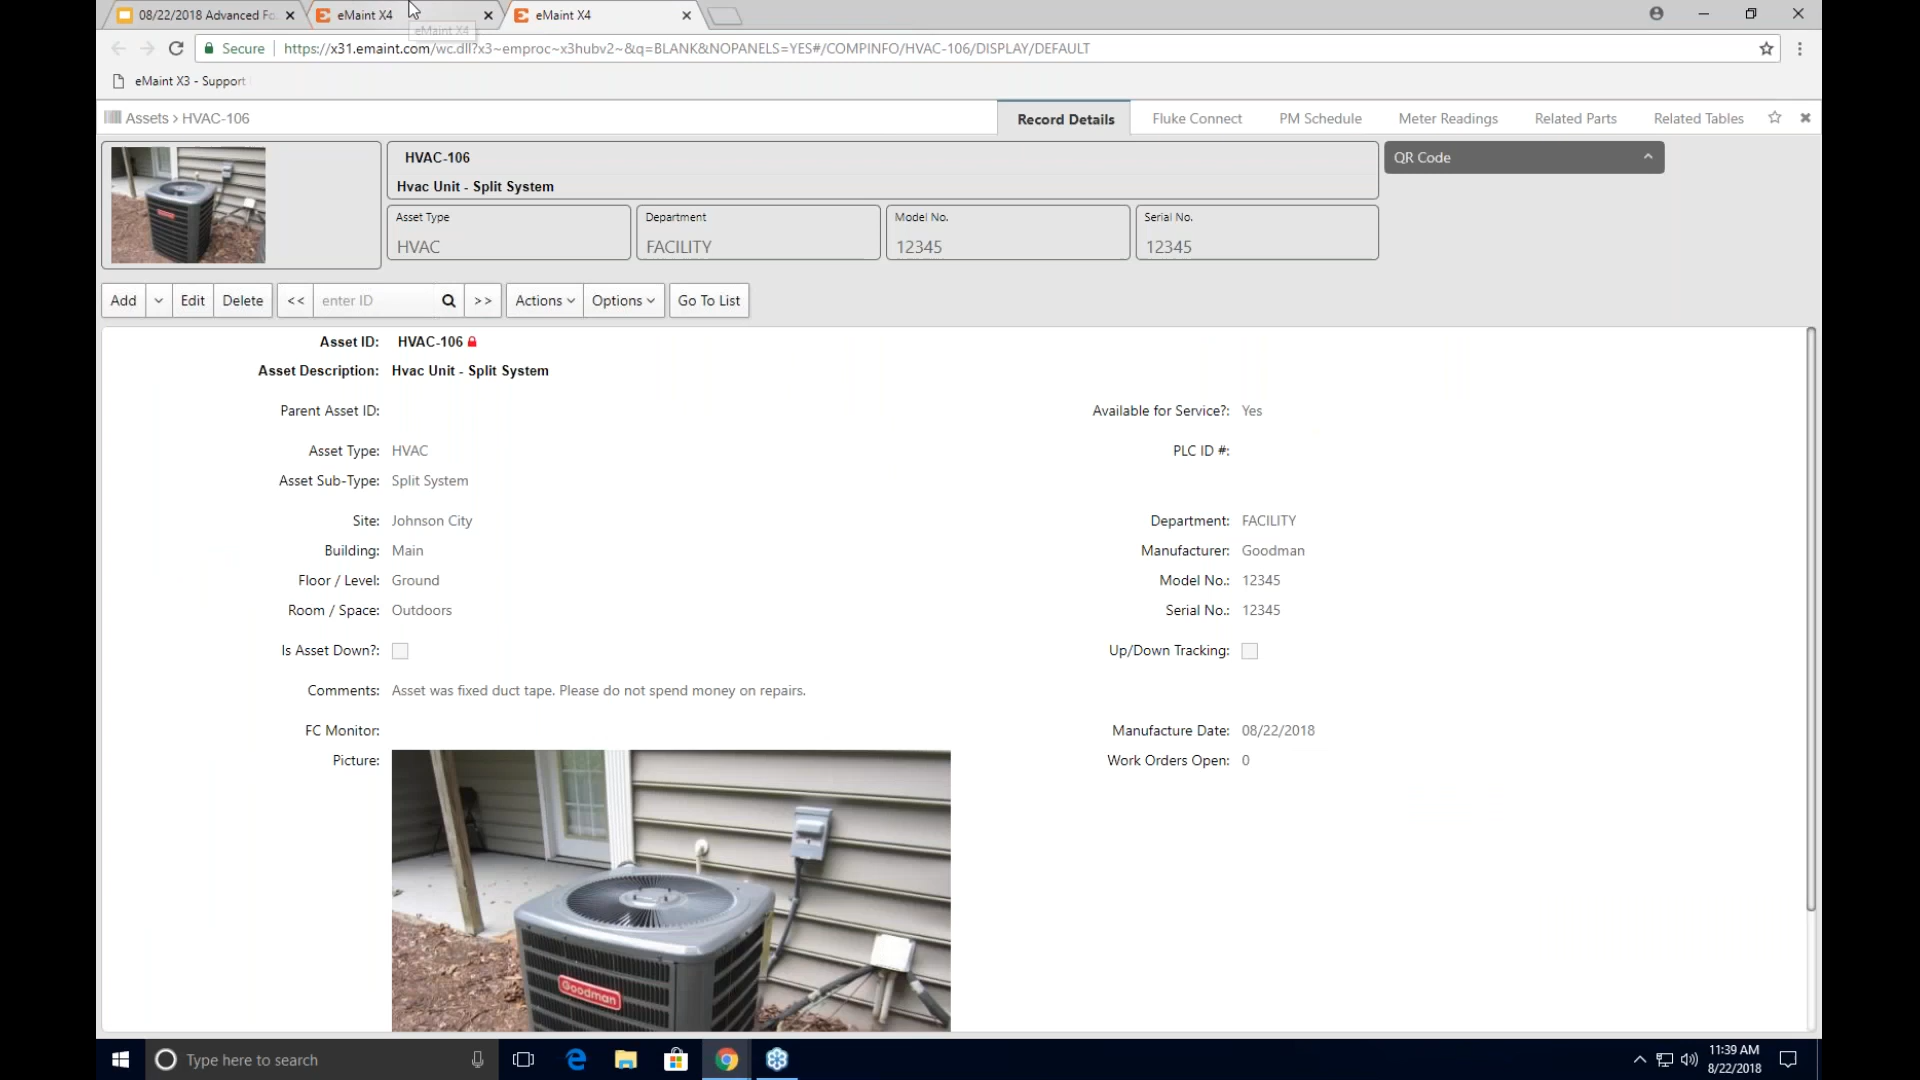 08/22/2018 Advanced Fo
eMaint X4
eMaint X4
eMaint X4
Secure
https://x31.emaint.com/wc.dll?x3~emproc~x3hubv2~&q=BLANK&NOPANELS=YES#/COMPINFO/HVAC-106/DISPLAY/DEFAULT
eMaint X3 - Support
Assets > HVAC-106
Record Details
Fluke Connect
PM Schedule
Meter Readings
Related Parts
Related Tables
HVAC-106
Hvac Unit - Split System
QR Code
Asset Type
Department
Model No.
Serial No.
HVAC
FACILITY
12345
12345
Add
Edit
Delete
<<
enter ID
>>
Actions
Options
Go To List
Asset ID: HVAC-106
Asset Description: Hvac Unit - Split System
Parent Asset ID:
Available for Service?: Yes
Asset Type: HVAC
PLC ID #:
Asset Sub-Type: Split System
Site: Johnson City
Department: FACILITY
Building: Main
Manufacturer: Goodman
Floor / Level: Ground
Model No.: 12345
Room / Space: Outdoors
Serial No.: 12345
Is Asset Down?:
Up/Down Tracking:
Comments: Asset was fixed duct tape. Please do not spend money on repairs.
FC Monitor:
Manufacture Date: 08/22/2018
Picture:
Work Orders Open: 0
Goodman
Type here to search
11:39 AM
8/22/2018